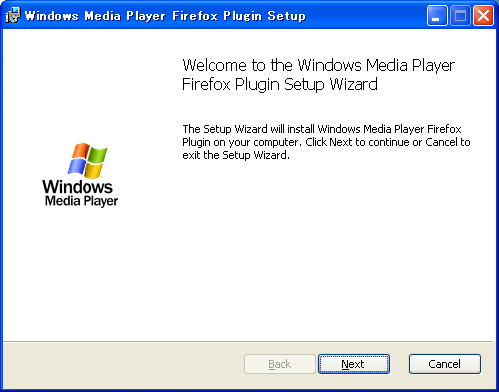 Windows Media Player Firefox Plugin Setup
Welcome to the Windows Media Player
Firefox Plugin Setup Wizard
The Setup Wizard will install Windows Media Player Firefox
Plugin on your computer. Click Next to continue or Cancel to
exit the Setup Wizard.
Windows
Media Player
Back
Next
Cancel